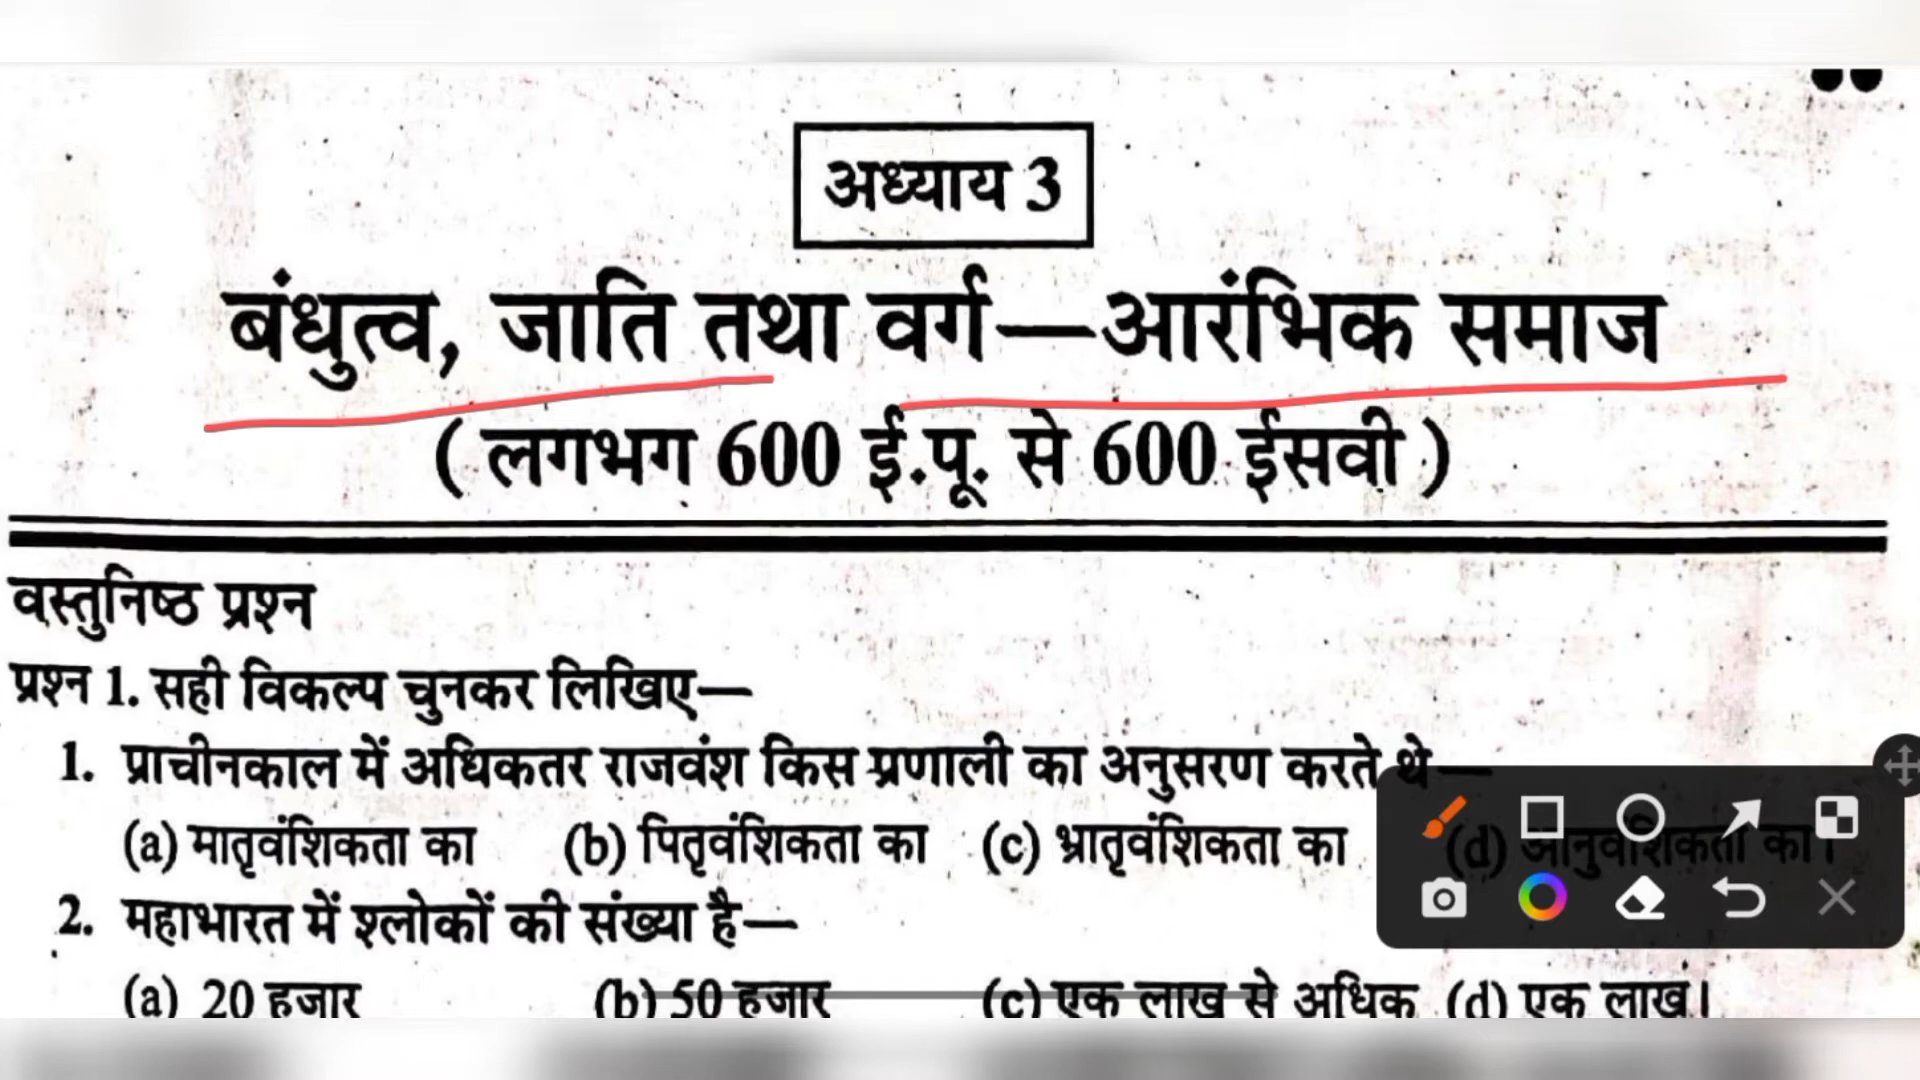 अध्याय 3
बंधुत्व, जाति तथा वर्ग—आरंभिक समाज
( लगभग 600 ई.पू. से 600 ईसवी )
वस्तुनिष्ठ प्रश्न
प्रश्न 1. सही विकल्प चुनकर लिखिए—
1. प्राचीनकाल में अधिकतर राजवंश किस प्रणाली का अनुसरण करते थे—
(a) मातृवंशिकता का (b) पितृवंशिकता का (c) भ्रातृवंशिकता का (d) आनुवंशिकता का।
2. महाभारत में श्लोकों की संख्या है—
(a) 20 हजार (b) 50 हजार (c) एक लाख से अधिक (d) एक लाख।